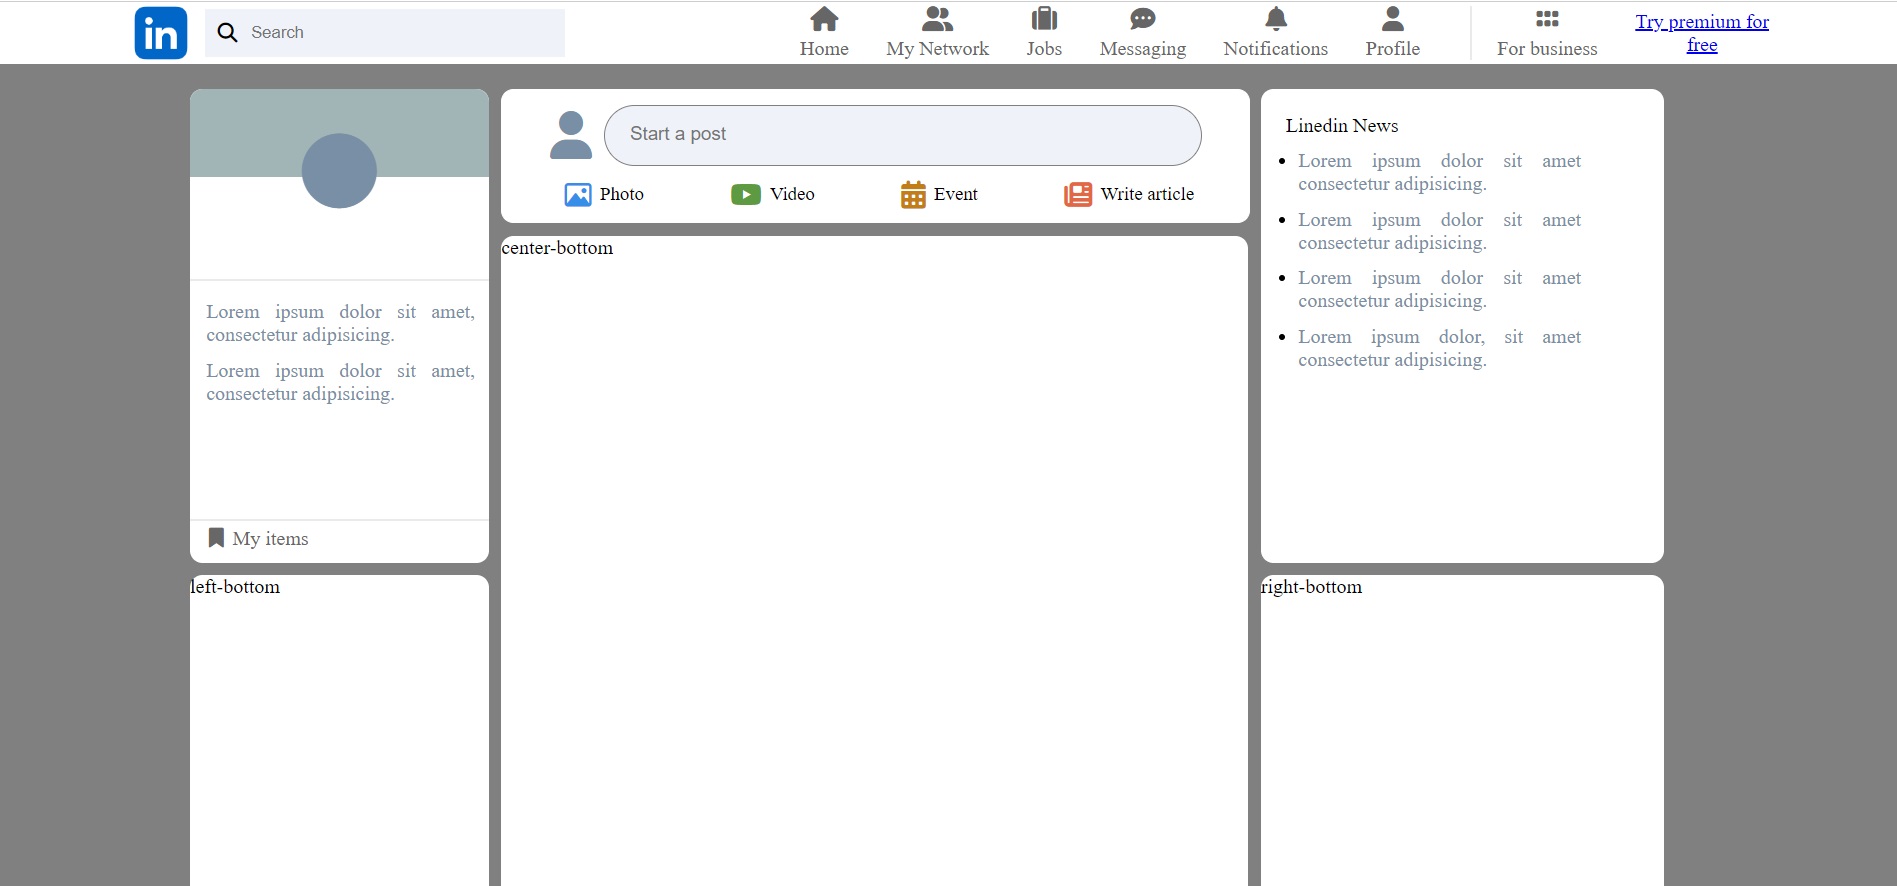 in
Search
Home
My Network
Jobs
Messaging
Notifications
Profile
For business
Try premium for
free
Lorem ipsum dolor sit amet,
consectetur adipisicing.
Lorem ipsum dolor sit amet,
consectetur adipisicing.
My items
left-bottom
Start a post
Photo
Video
Event
Write article
center-bottom
Linedin News
Lorem ipsum dolor sit amet
consectetur adipisicing.
Lorem ipsum dolor sit amet
consectetur adipisicing.
Lorem ipsum dolor sit amet
consectetur adipisicing.
Lorem ipsum dolor, sit amet
consectetur adipisicing.
right-bottom